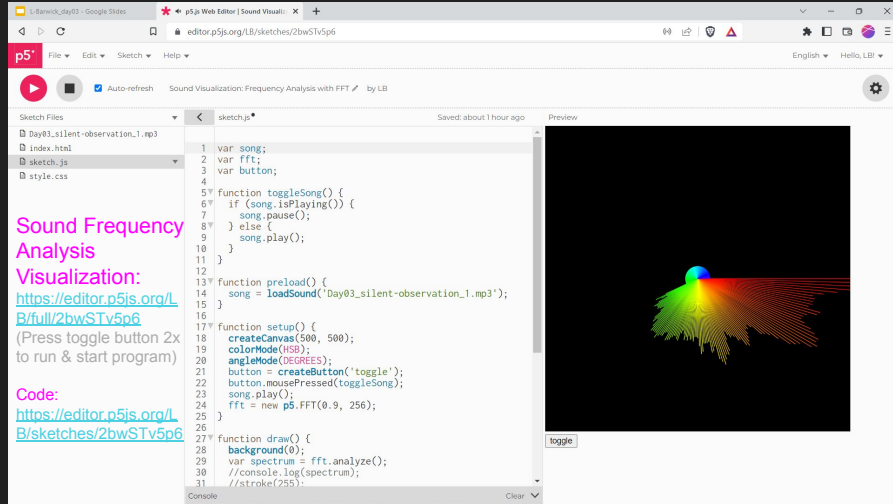 L-Barwick_day03 - Google Slides
p5.js Web Editor | Sound Visualiz
editor.p5js.org/LB/sketches/2bwSTv5p6
p5*
File Edit Sketch Help
English Hello, LB!
Auto-refresh Sound Visualization: Frequency Analysis with FFT by LB
Sketch Files
sketch.js Saved: about 1 hour ago Preview
Day03_silent-observation_1.mp3
index.html
sketch.js
style.css
Sound Frequency
Analysis
Visualization:
https://editor.p5js.org/L
B/full/2bwSTv5p6
(Press toggle button 2x
to run & start program)
Code:
https://editor.p5js.org/L
B/sketches/2bwSTv5p6
1 var song;
2 var fft;
3 var button;
4
5 function toggleSong() {
6 if (song.isPlaying()) {
7 song.pause();
8 } else {
9 song.play();
10 }
11 }
12
13 function preload() {
14 song = loadSound('Day03_silent-observation_1.mp3');
15 }
16
17 function setup() {
18 createCanvas(500, 500);
19 colorMode(HSB);
20 angleMode(DEGREES);
21 button = createButton('toggle');
22 button.mousePressed(toggleSong);
23 song.play();
24 fft = new p5.FFT(0.9, 256);
25 }
26
27 function draw() {
28 background(0);
29 var spectrum = fft.analyze();
30 //console.log(spectrum);
31 //stroke(255);
toggle
Console Clear